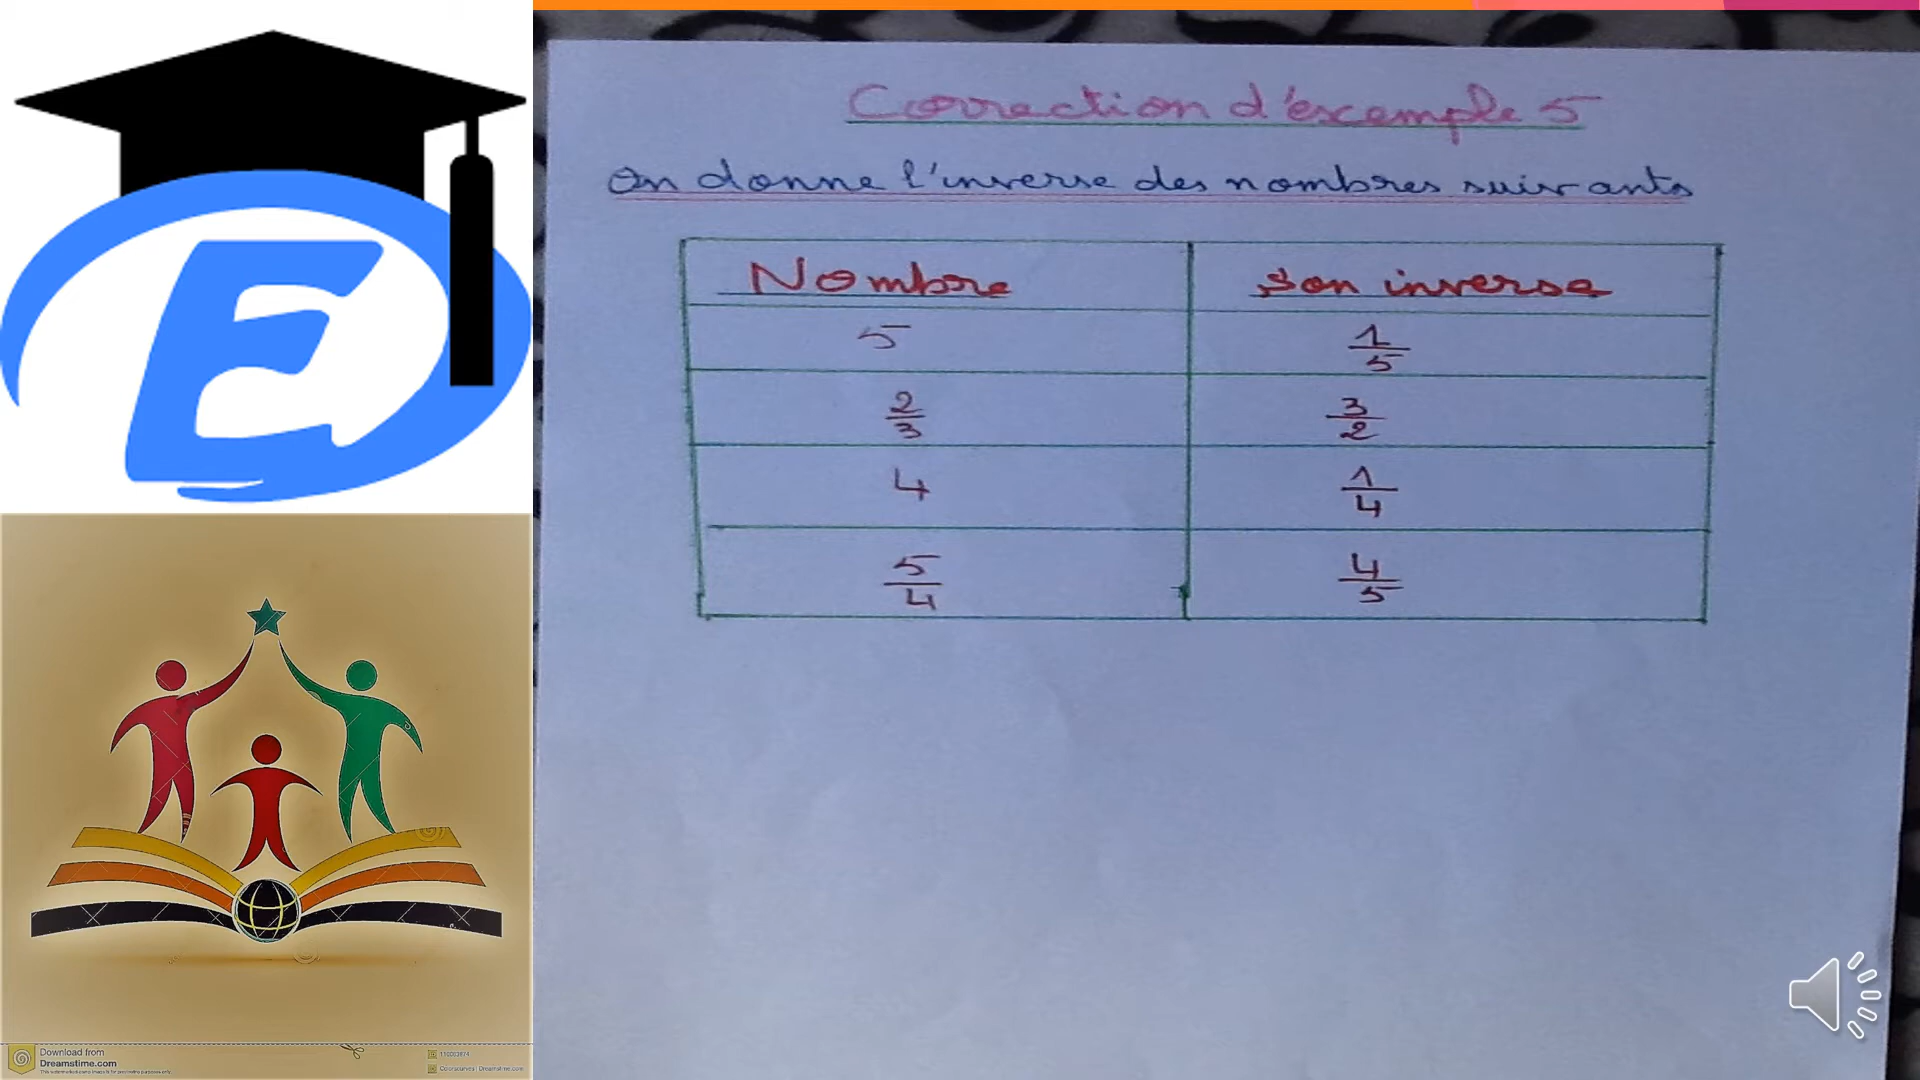 Correction d'exemple 5
on donne l'inverse des nombres suivants
Nombre son inverse
5 1/5
2/3 3/2
4 1/4
5/4 4/5
E
Download from
Dreamstime.com